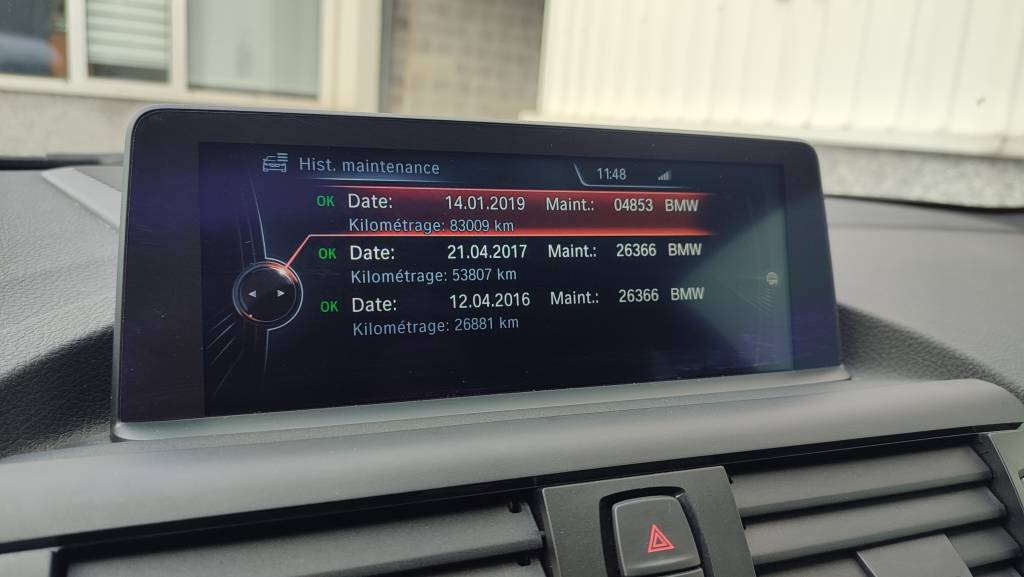 Hist. maintenance 11:48
OK Date: 14.01.2019 Maint.: 04853 BMW
Kilométrage: 83009 km
OK Date: 21.04.2017 Maint.: 26366 BMW
Kilométrage: 53807 km
OK Date: 12.04.2016 Maint.: 26366 BMW
Kilométrage: 26881 km